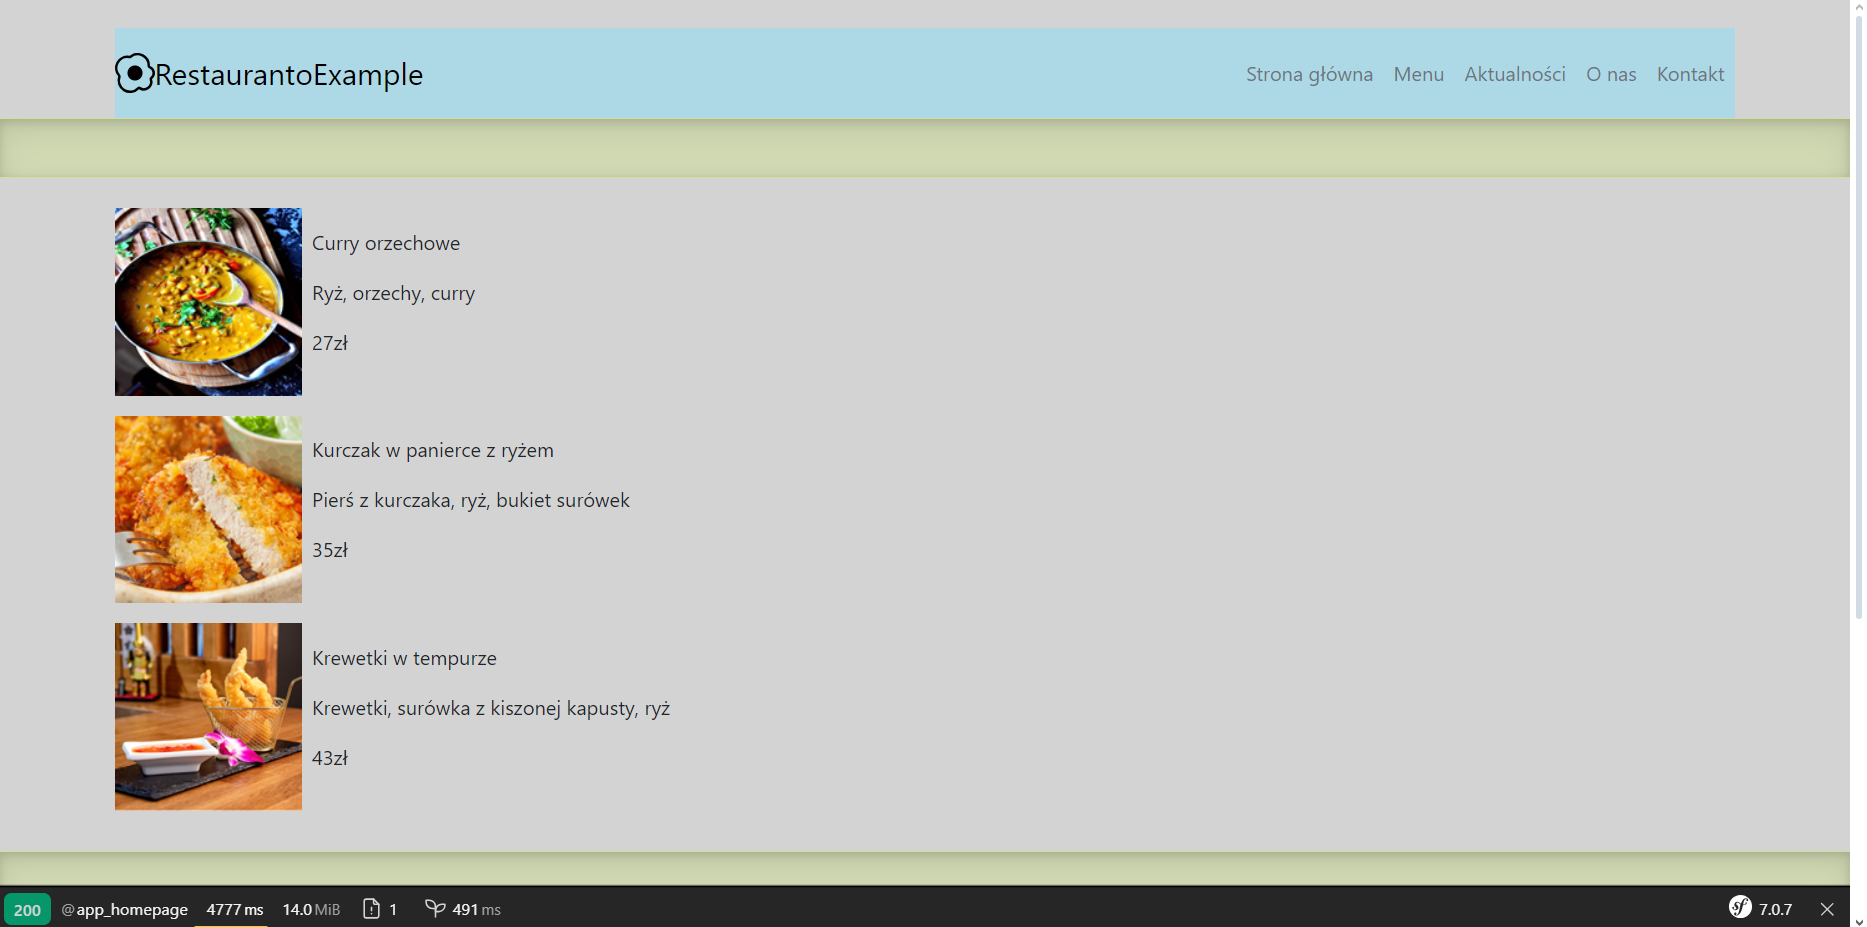 RestaurantoExample
Strona główna Menu Aktualności O nas Kontakt
Curry orzechowe
Ryż, orzechy, curry
27zł
Kurczak w panierce z ryżem
Pierś z kurczaka, ryż, bukiet surówek
35zł
Krewetki w tempurze
Krewetki, surówka z kiszonej kapusty, ryż
43zł
200 @app_homepage 4777 ms 14.0 MiB 1 491 ms sf 7.0.7